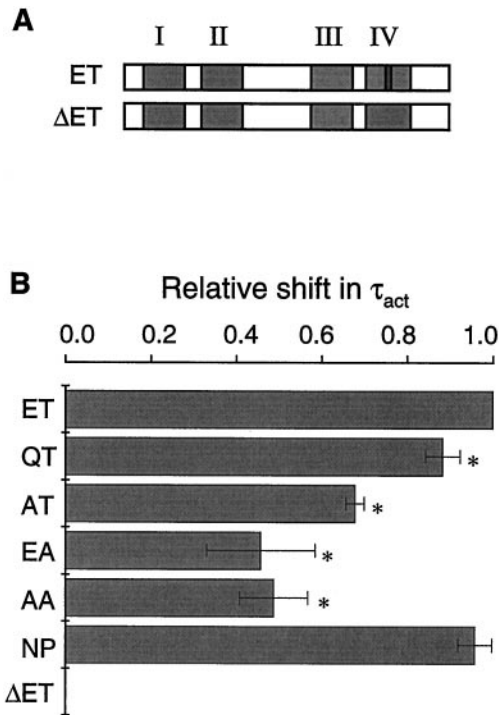 A
I II III IV
ET
ΔET
B
Relative shift in τact
0.0 0.2 0.4 0.6 0.8 1.0
ET
QT *
AT *
EA *
AA *
NP
ΔET